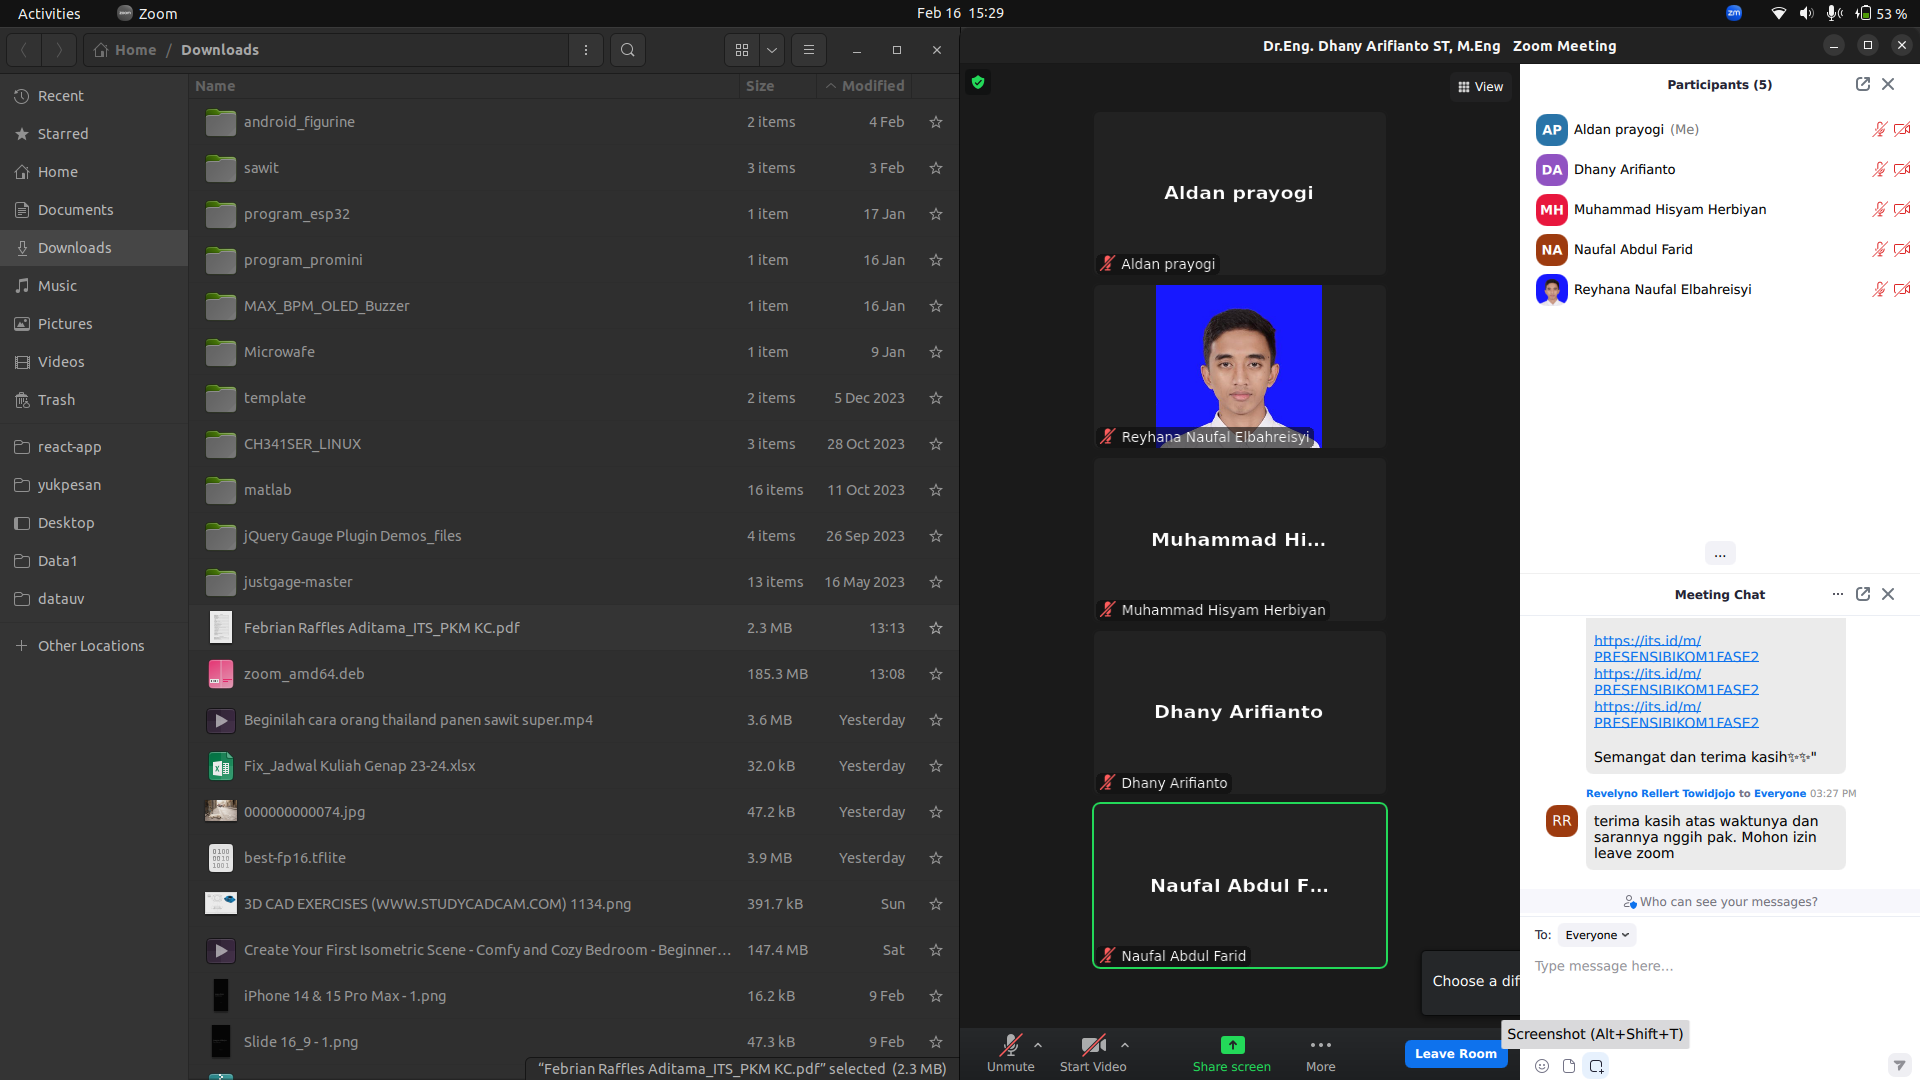 Activities
Zoom
Feb 16 15:29
zm
53 %
Home / Downloads
Name Size Modified
Recent
Starred
Home
Documents
Downloads
Music
Pictures
Videos
Trash
react-app
yukpesan
Desktop
Data1
datauv
+ Other Locations
android_figurine 2 items 4 Feb
sawit 3 items 3 Feb
program_esp32 1 item 17 Jan
program_promini 1 item 16 Jan
MAX_BPM_OLED_Buzzer 1 item 16 Jan
Microwafe 1 item 9 Jan
template 2 items 5 Dec 2023
CH341SER_LINUX 3 items 28 Oct 2023
matlab 16 items 11 Oct 2023
jQuery Gauge Plugin Demos_files 4 items 26 Sep 2023
justgage-master 13 items 16 May 2023
Febrian Raffles Aditama_ITS_PKM KC.pdf 2.3 MB 13:13
zoom_amd64.deb 185.3 MB 13:08
Beginilah cara orang thailand panen sawit super.mp4 3.6 MB Yesterday
Fix_Jadwal Kuliah Genap 23-24.xlsx 32.0 kB Yesterday
000000000074.jpg 47.2 kB Yesterday
best-fp16.tflite 3.9 MB Yesterday
3D CAD EXERCISES (WWW.STUDYCADCAM.COM) 1134.png 391.7 kB Sun
Create Your First Isometric Scene - Comfy and Cozy Bedroom - Beginner… 147.4 MB Sat
iPhone 14 & 15 Pro Max - 1.png 16.2 kB 9 Feb
Slide 16_9 - 1.png 47.3 kB 9 Feb
“Febrian Raffles Aditama_ITS_PKM KC.pdf” selected (2.3 MB)
Dr.Eng. Dhany Arifianto ST, M.Eng Zoom Meeting
View
Aldan prayogi
Aldan prayogi
Reyhana Naufal Elbahreisyi
Muhammad Hi...
Muhammad Hisyam Herbiyan
Dhany Arifianto
Dhany Arifianto
Naufal Abdul F...
Naufal Abdul Farid
Choose a dif
Unmute
Start Video
Share screen
More
Leave Room
Participants (5)
AP Aldan prayogi (Me)
DA Dhany Arifianto
MH Muhammad Hisyam Herbiyan
NA Naufal Abdul Farid
Reyhana Naufal Elbahreisyi
...
Meeting Chat
https://its.id/m/
PRESENSIBIKOM1FASE2
https://its.id/m/
PRESENSIBIKOM1FASE2
https://its.id/m/
PRESENSIBIKOM1FASE2
Semangat dan terima kasih✨✨"
Revelyno Rellert Towidjojo to Everyone 03:27 PM
RR
terima kasih atas waktunya dan
sarannya nggih pak. Mohon izin
leave zoom
Who can see your messages?
To: Everyone
Type message here...
Screenshot (Alt+Shift+T)